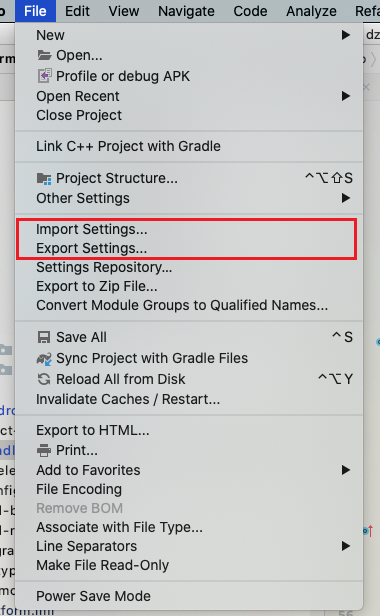 File Edit View Navigate Code Analyze Refa
New
Open...
Profile or debug APK
Open Recent
Close Project
Link C++ Project with Gradle
Project Structure... ^⌥⇧S
Other Settings
Import Settings...
Export Settings...
Settings Repository...
Export to Zip File...
Convert Module Groups to Qualified Names...
Save All ^S
Sync Project with Gradle Files
Reload All from Disk ^⌥Y
Invalidate Caches / Restart...
Export to HTML...
Print...
Add to Favorites
File Encoding
Remove BOM
Associate with File Type...
Line Separators
Make File Read-Only
Power Save Mode